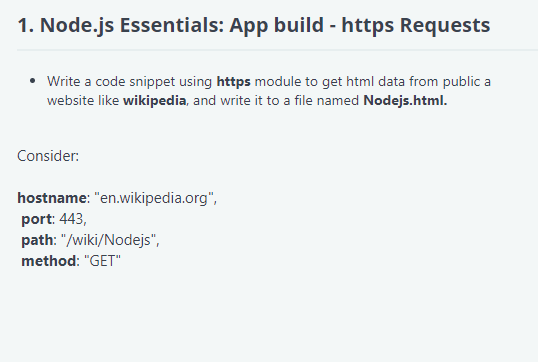 1. Node.js Essentials: App build - https Requests
• Write a code snippet using https module to get html data from public a
website like wikipedia, and write it to a file named Nodejs.html.
Consider:
hostname: "en.wikipedia.org",
port: 443,
path: "/wiki/Nodejs",
method: "GET"